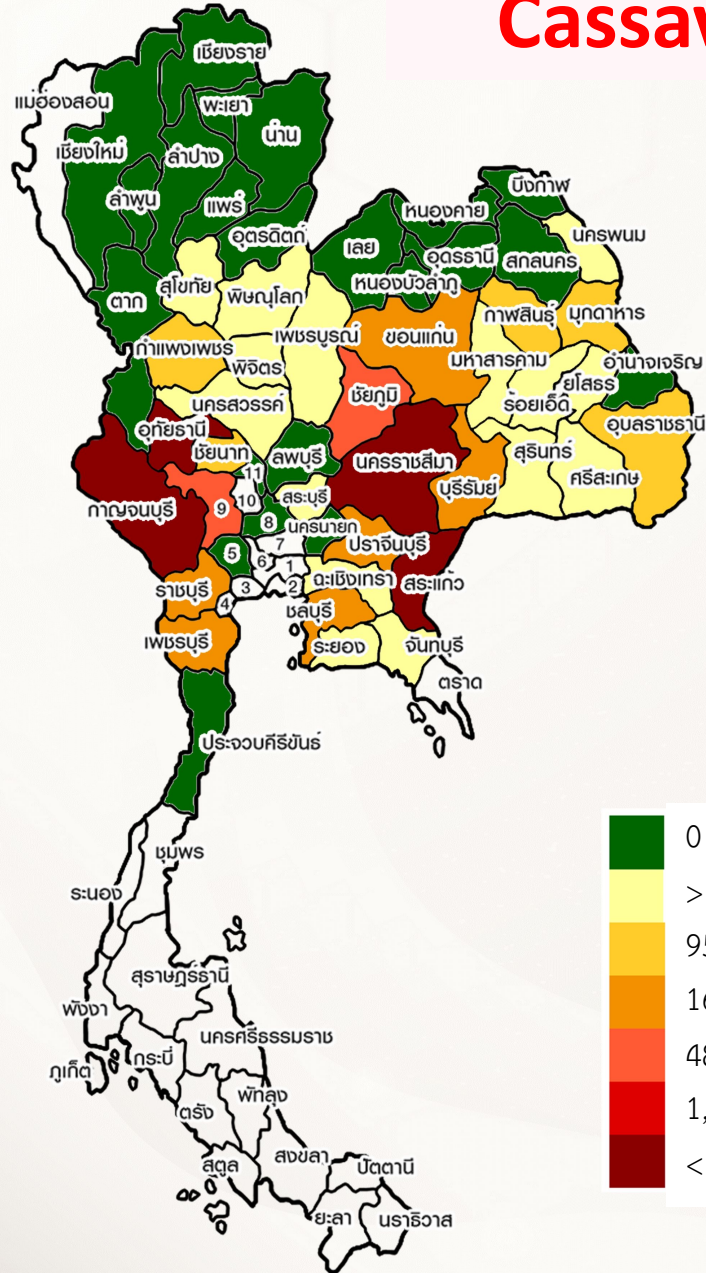 Cassav
เชียงราย
แม่ฮ่องสอน
พะเยา
น่าน
เชียงใหม่
ลำปาง
ลำพูน
แพร่
อุตรดิตถ์
บึงกาฬ
หนองคาย
นครพนม
เลย
อุดรธานี
สกลนคร
หนองบัวลำภู
ตาก
สุโขทัย
พิษณุโลก
กาฬสินธุ์
มุกดาหาร
เพชรบูรณ์
ขอนแก่น
กำแพงเพชร
พิจิตร
มหาสารคาม
อำนาจเจริญ
ยโสธร
ชัยภูมิ
ร้อยเอ็ด
นครสวรรค์
อุบลราชธานี
อุทัยธานี
ชัยนาท
ลพบุรี
นครราชสีมา
สุรินทร์
ศรีสะเกษ
11
บุรีรัมย์
10
สระบุรี
กาญจนบุรี
9
8
นครนายก
7
ปราจีนบุรี
5
6
1
ฉะเชิงเทรา
สระแก้ว
ราชบุรี
3
2
4
ชลบุรี
เพชรบุรี
ระยอง
จันทบุรี
ตราด
ประจวบคีรีขันธ์
ชุมพร
ระนอง
สุราษฎร์ธานี
พังงา
นครศรีธรรมราช
กระบี่
ภูเก็ต
พัทลุง
ตรัง
สตูล
สงขลา
ปัตตานี
ยะลา
นราธิวาส
0
>
95
16
48
1,
<